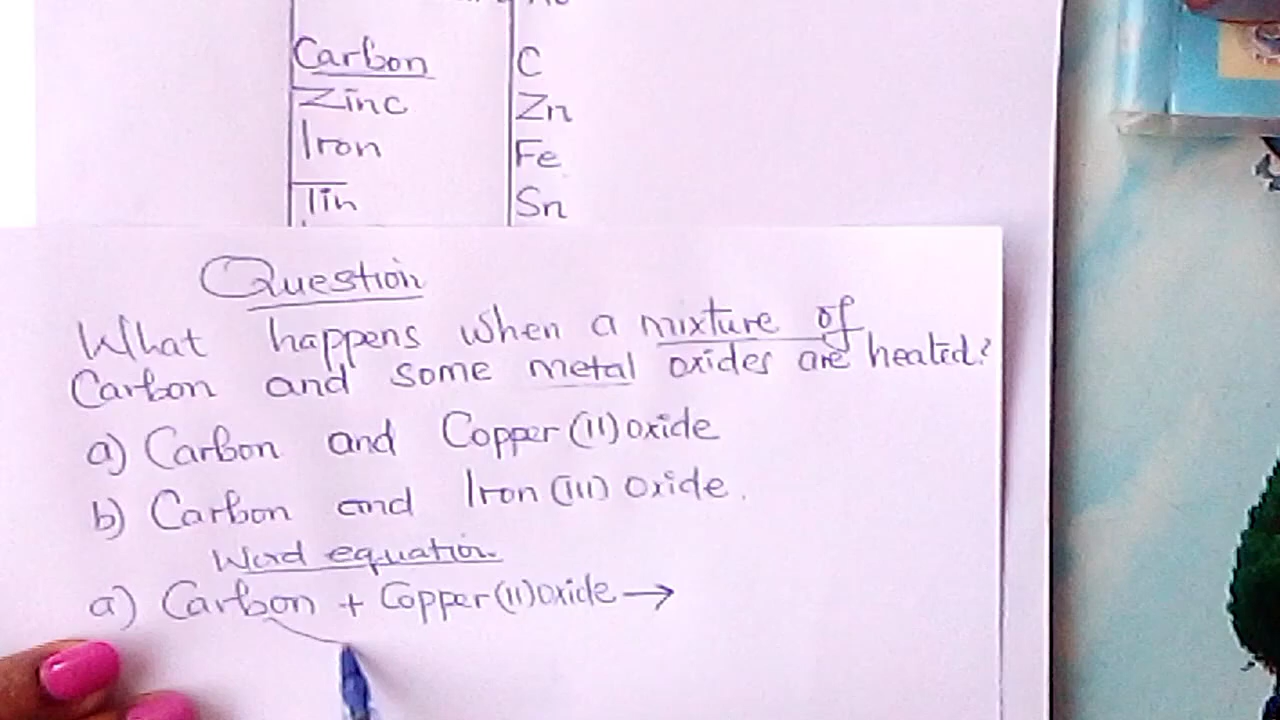 Carbon C
Zinc Zn
Iron Fe
Tin Sn
Question
What happens when a mixture of
Carbon and some metal oxides are heated?
a) Carbon and Copper (II) oxide
b) Carbon and Iron (III) Oxide.
Word equation
a) Carbon + Copper (II) oxide →